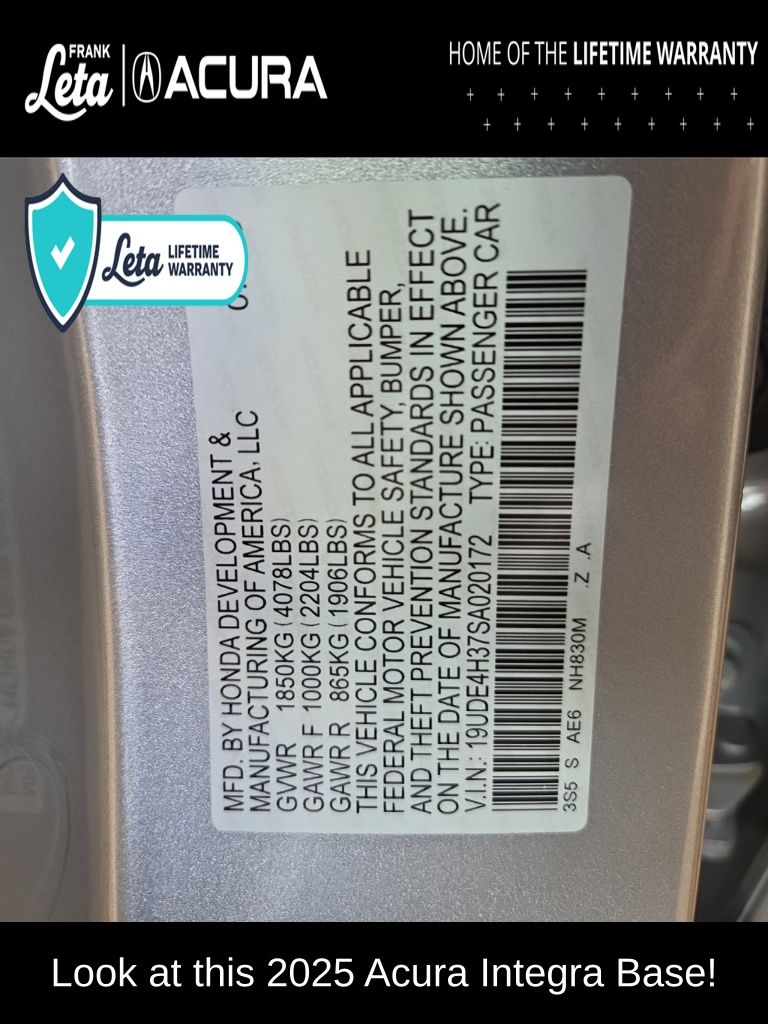 FRANK
Leta
ACURA
HOME OF THE LIFETIME WARRANTY
Leta LIFETIME
WARRANTY
MFD. BY HONDA DEVELOPMENT &
MANUFACTURING OF AMERICA, LLC
GVWR 1850KG (4078LBS)
GAWR F 1000KG (2204LBS)
GAWR R 865KG (1906LBS)
THIS VEHICLE CONFORMS TO ALL APPLICABLE
FEDERAL MOTOR VEHICLE SAFETY, BUMPER,
AND THEFT PREVENTION STANDARDS IN EFFECT
ON THE DATE OF MANUFACTURE SHOWN ABOVE.
V.I.N.: 19UDE4H37SA020172 TYPE: PASSENGER CAR
3S5 S AE6 NH830M .Z .A
Look at this 2025 Acura Integra Base!